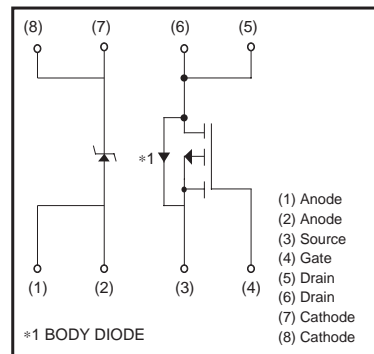 (8) (7) (6) (5)
∗1
(1) Anode
(2) Anode
(3) Source
(4) Gate
(5) Drain
(6) Drain
(7) Cathode
(8) Cathode
(1) (2) (3) (4)
∗1 BODY DIODE